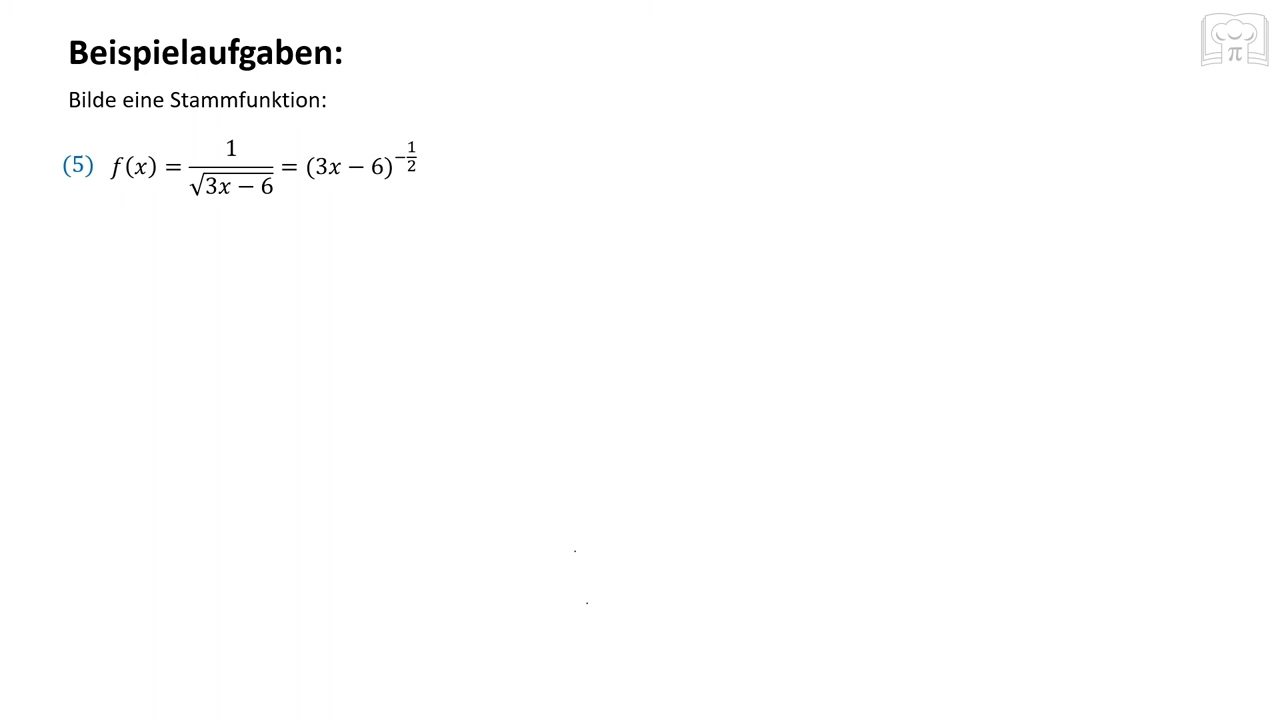 Beispielaufgaben:
Bilde eine Stammfunktion:
(5) f(x) = 1/√(3x − 6) = (3x − 6)^(−1/2)
π